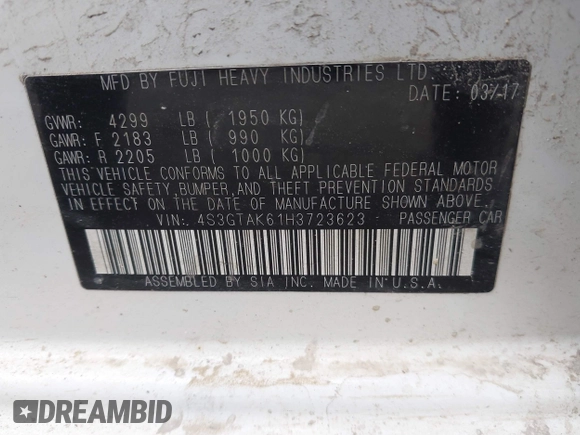 MFD BY FUJI HEAVY INDUSTRIES LTD.
DATE: 03/17
GVWR: 4299 LB ( 1950 KG)
GAWR: F 2183 LB ( 990 KG)
GAWR: R 2205 LB ( 1000 KG)
THIS VEHICLE CONFORMS TO ALL APPLICABLE FEDERAL MOTOR
VEHICLE SAFETY,BUMPER,AND THEFT PREVENTION STANDARDS
IN EFFECT ON THE DATE OF MANUFACTURE SHOWN ABOVE.
VIN: 4S3GTAK61H3723623 PASSENGER CAR
ASSEMBLED BY SIA INC. MADE IN U.S.A.
DREAMBID